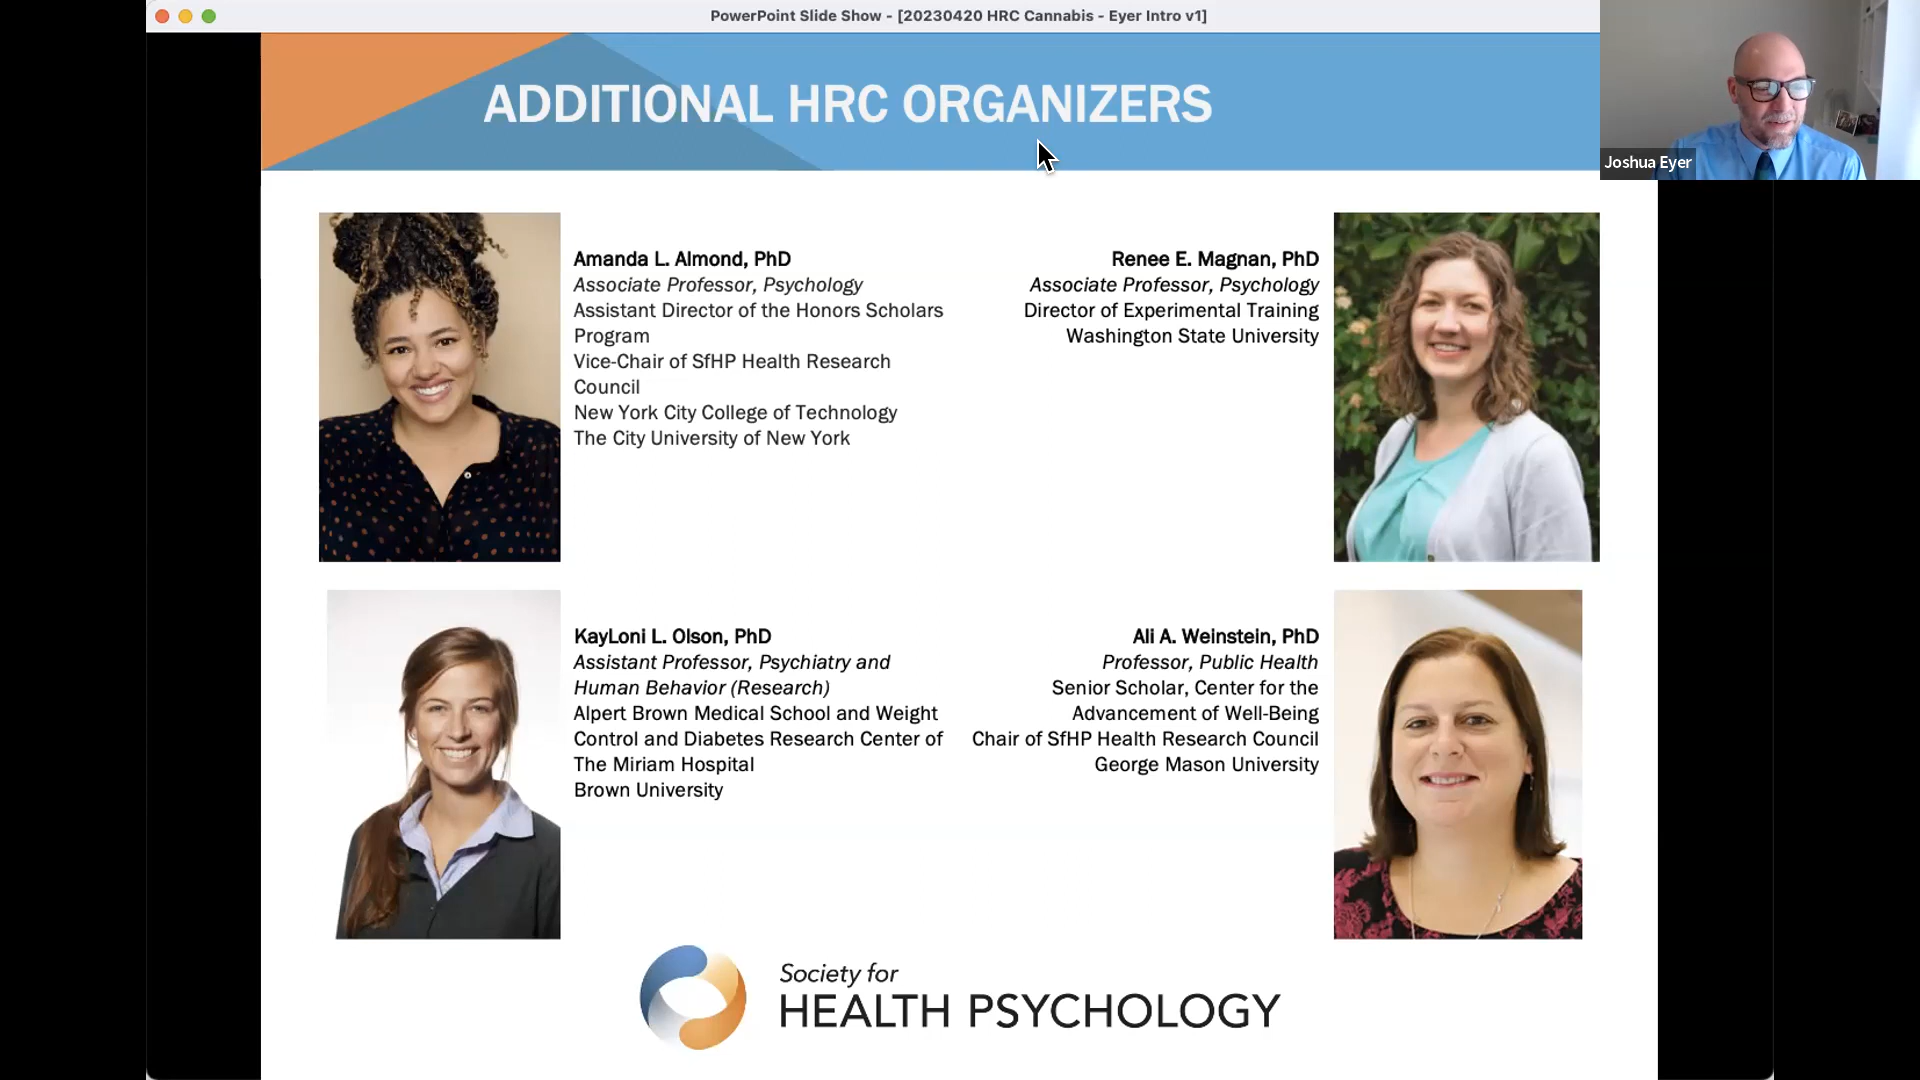 PowerPoint Slide Show - [20230420 HRC Cannabis - Eyer Intro v1]
ADDITIONAL HRC ORGANIZERS
Joshua Eyer
Amanda L. Almond, PhD
Associate Professor, Psychology
Assistant Director of the Honors Scholars
Program
Vice-Chair of SfHP Health Research
Council
New York City College of Technology
The City University of New York
Renee E. Magnan, PhD
Associate Professor, Psychology
Director of Experimental Training
Washington State University
KayLoni L. Olson, PhD
Assistant Professor, Psychiatry and
Human Behavior (Research)
Alpert Brown Medical School and Weight
Control and Diabetes Research Center of
The Miriam Hospital
Brown University
Ali A. Weinstein, PhD
Professor, Public Health
Senior Scholar, Center for the
Advancement of Well-Being
Chair of SfHP Health Research Council
George Mason University
Society for
HEALTH PSYCHOLOGY